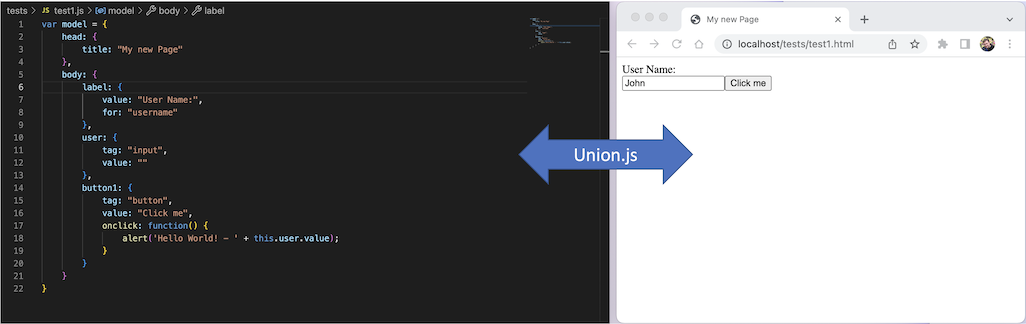 tests > JS test1.js > model > body > label
1 var model = {
2 head: {
3 title: "My new Page"
4 },
5 body: {
6 label: {
7 value: "User Name:",
8 for: "username"
9 },
10 user: {
11 tag: "input",
12 value: ""
13 },
14 button1: {
15 tag: "button",
16 value: "Click me",
17 onclick: function() {
18 alert('Hello World! - ' + this.user.value);
19 }
20 }
21 }
22 }
Union.js
My new Page
localhost/tests/test1.html
User Name:
John Click me